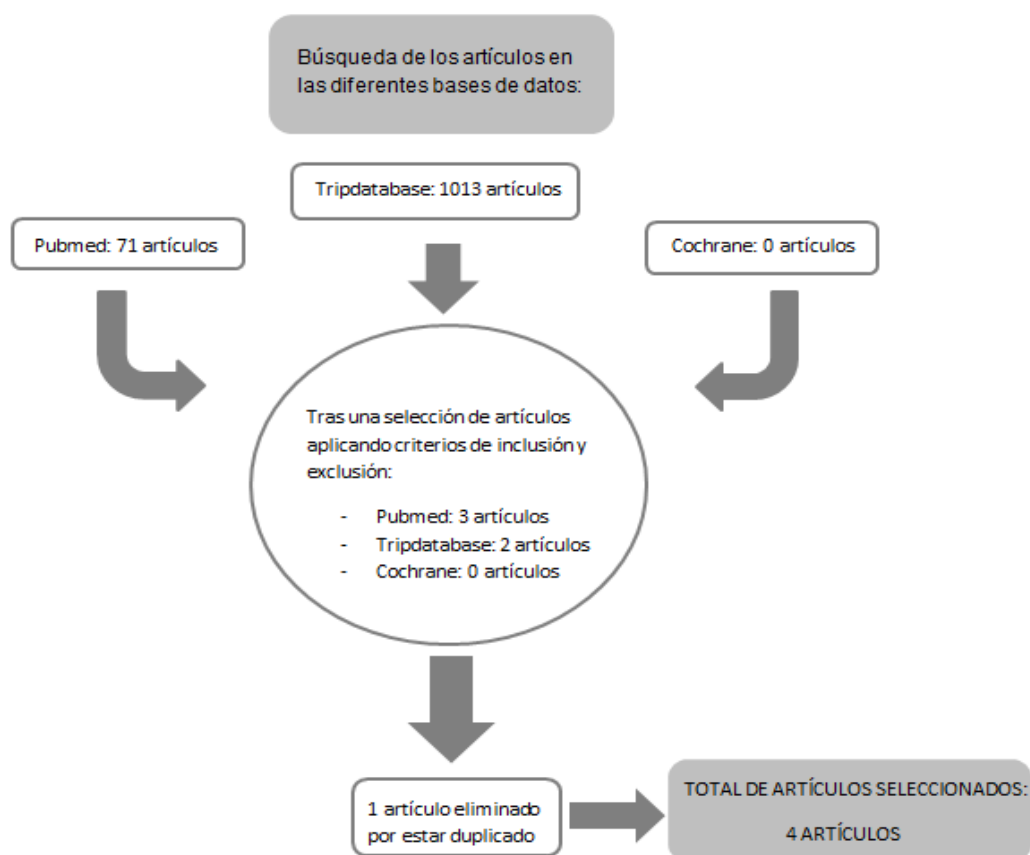 Búsqueda de los artículos en
las diferentes bases de datos:
Tripdatabase: 1013 artículos
Pubmed: 71 artículos
Cochrane: 0 artículos
Tras una selección de artículos
aplicando criterios de inclusión y
exclusión:
- Pubmed: 3 artículos
- Tripdatabase: 2 artículos
- Cochrane: 0 artículos
1 artículo eliminado
por estar duplicado
TOTAL DE ARTÍCULOS SELECCIONADOS:
4 ARTÍCULOS